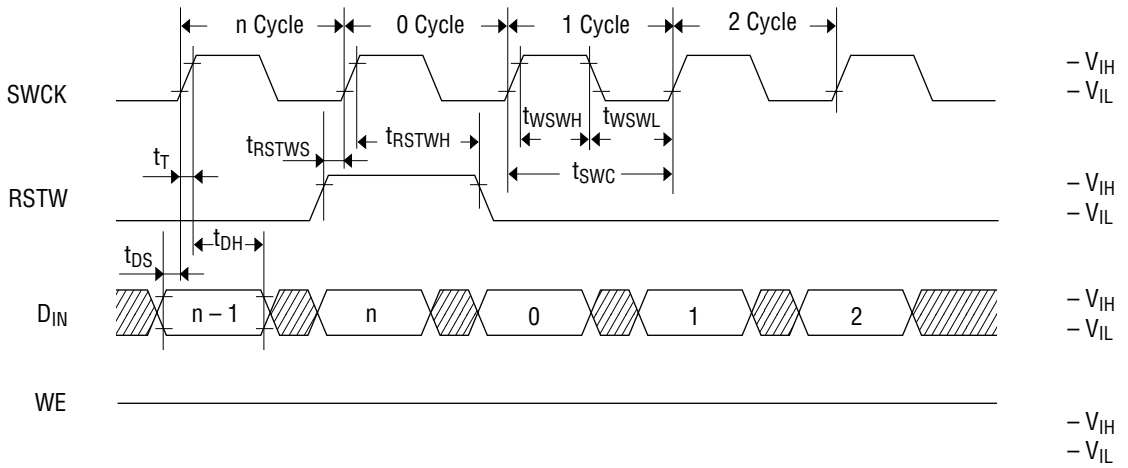 n Cycle 0 Cycle 1 Cycle 2 Cycle
SWCK
– VIH
– VIL
tWSWH tWSWL
tRSTWS tRSTWH
tT
tSWC
RSTW
– VIH
– VIL
tDH
tDS
DIN
n – 1 n 0 1 2
– VIH
– VIL
WE
– VIH
– VIL